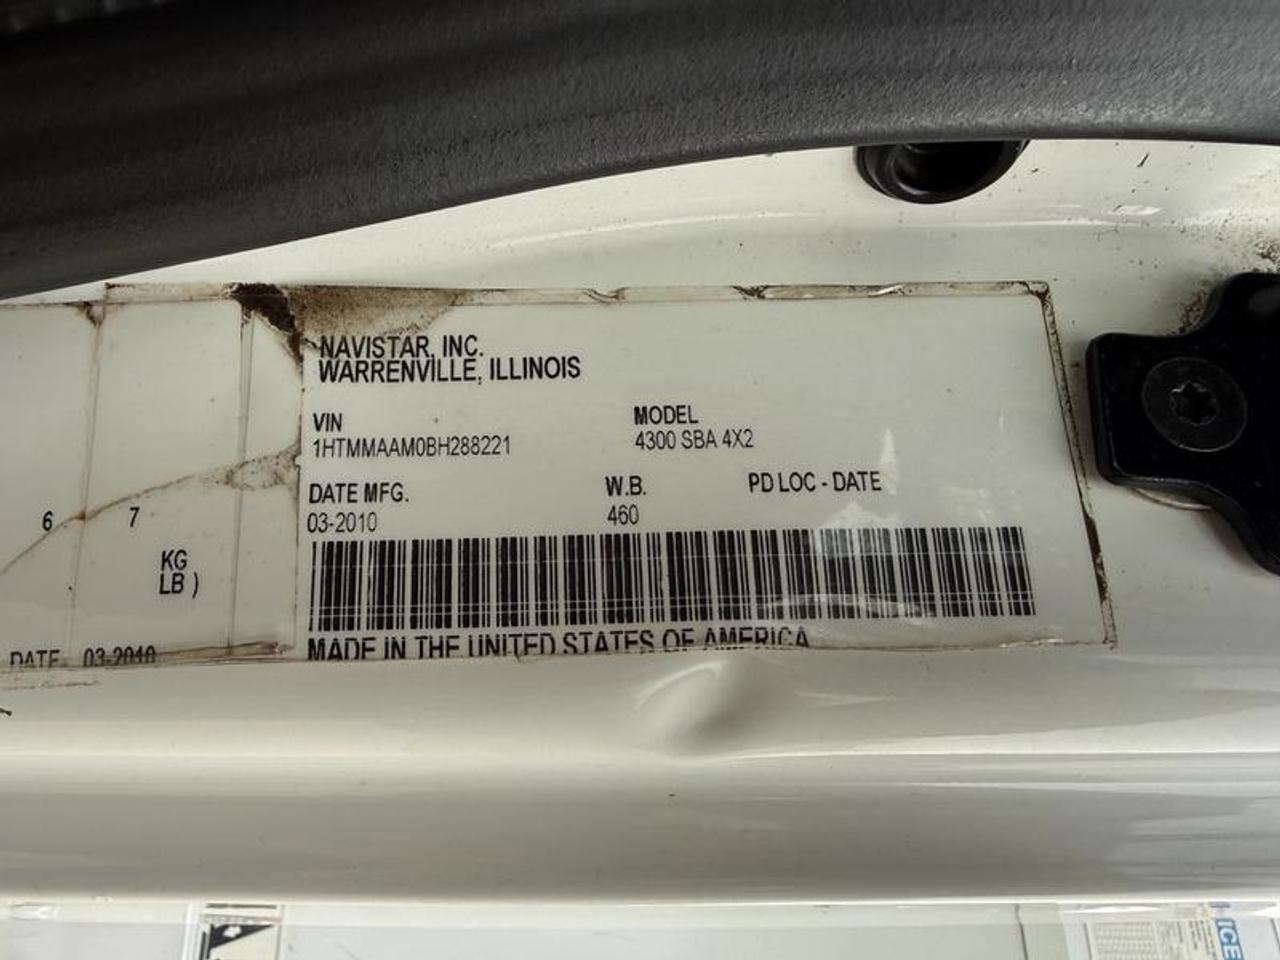 NAVISTAR, INC.
WARRENVILLE, ILLINOIS
VIN MODEL
1HTMMAAM0BH288221 4300 SBA 4X2
DATE MFG. W.B. PD LOC - DATE
03-2010 460
6 7
KG
LB )
MADE IN THE UNITED STATES OF AMERICA
DATE 03-2010
ICE